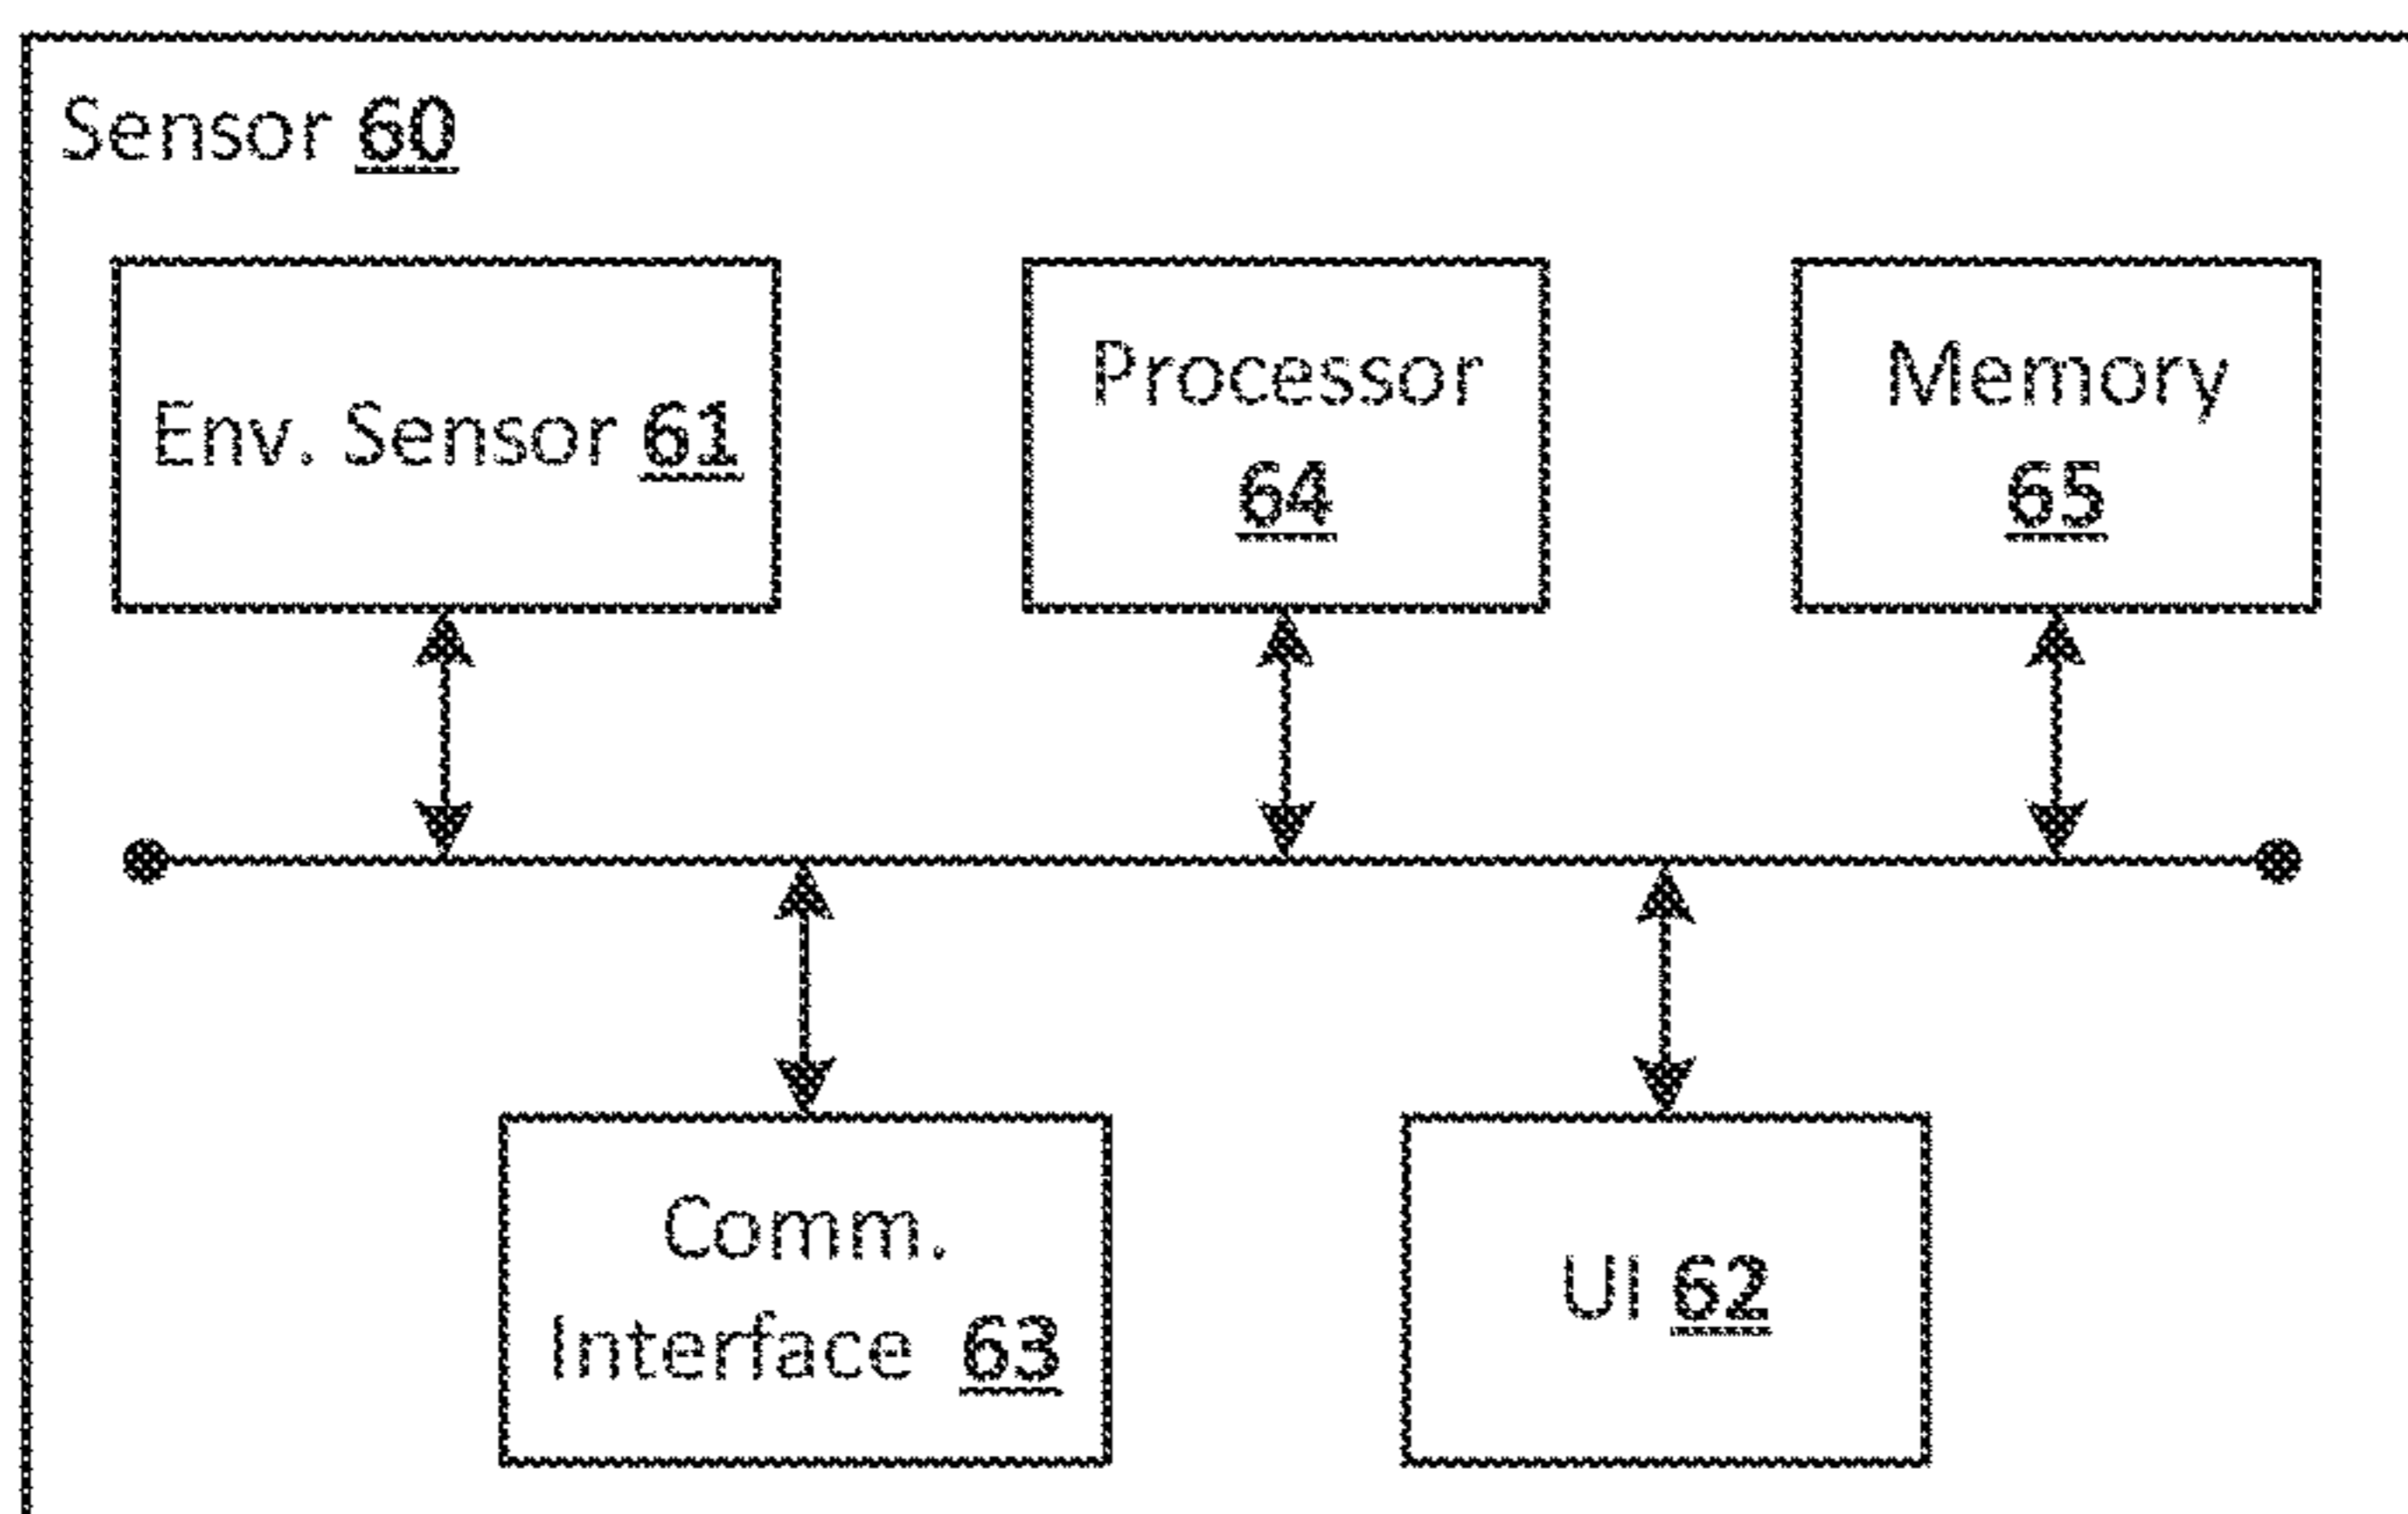 Sensor 60
Env. Sensor 61
Processor
64
Memory
65
Comm.
Interface 63
UI 62